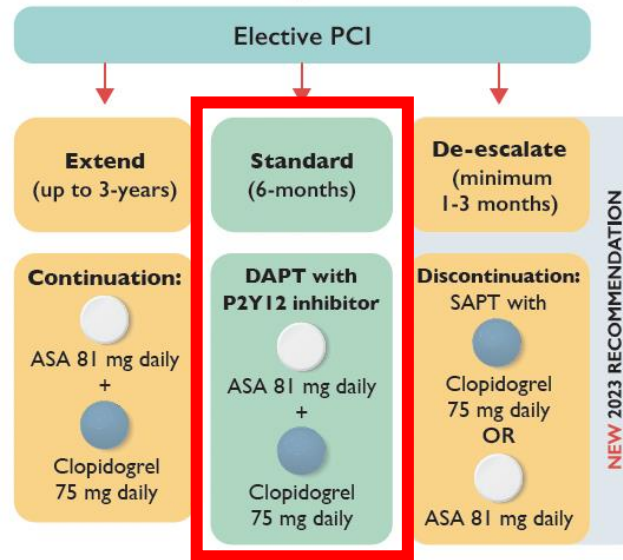 Elective PCI
Extend
(up to 3-years)
Continuation:
ASA 81 mg daily
+
Clopidogrel
75 mg daily
Standard
(6-months)
DAPT with
P2Y12 inhibitor
ASA 81 mg daily
+
Clopidogrel
75 mg daily
De-escalate
(minimum
1-3 months)
Discontinuation:
SAPT with
Clopidogrel
75 mg daily
OR
ASA 81 mg daily
NEW 2023 RECOMMENDATION